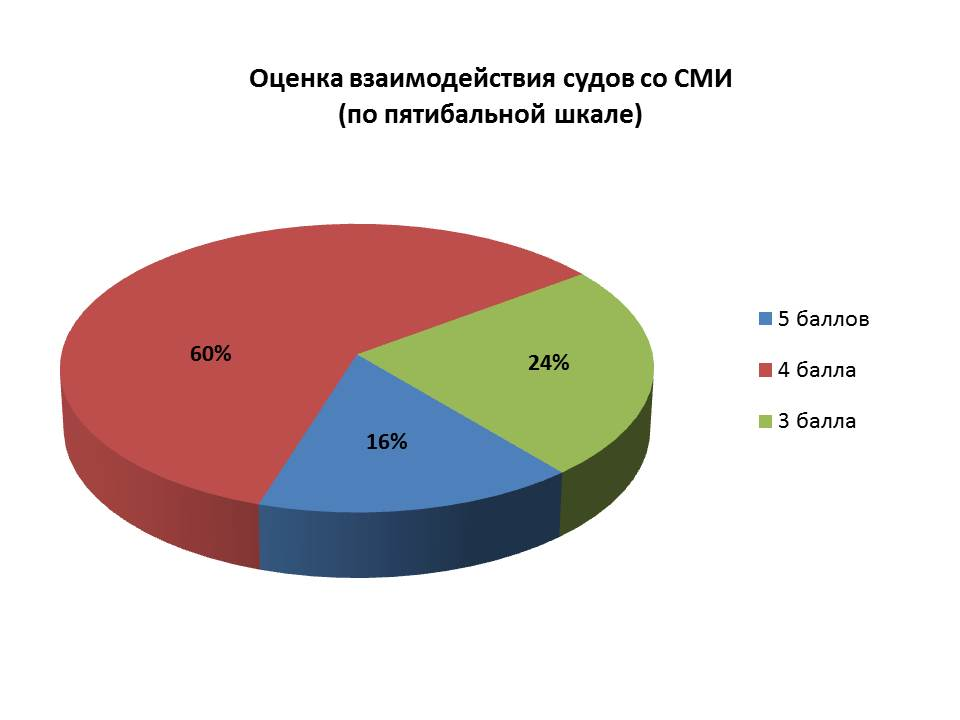 Оценка взаимодействия судов со СМИ
(по пятибальной шкале)
60%
24%
16%
5 баллов
4 балла
3 балла